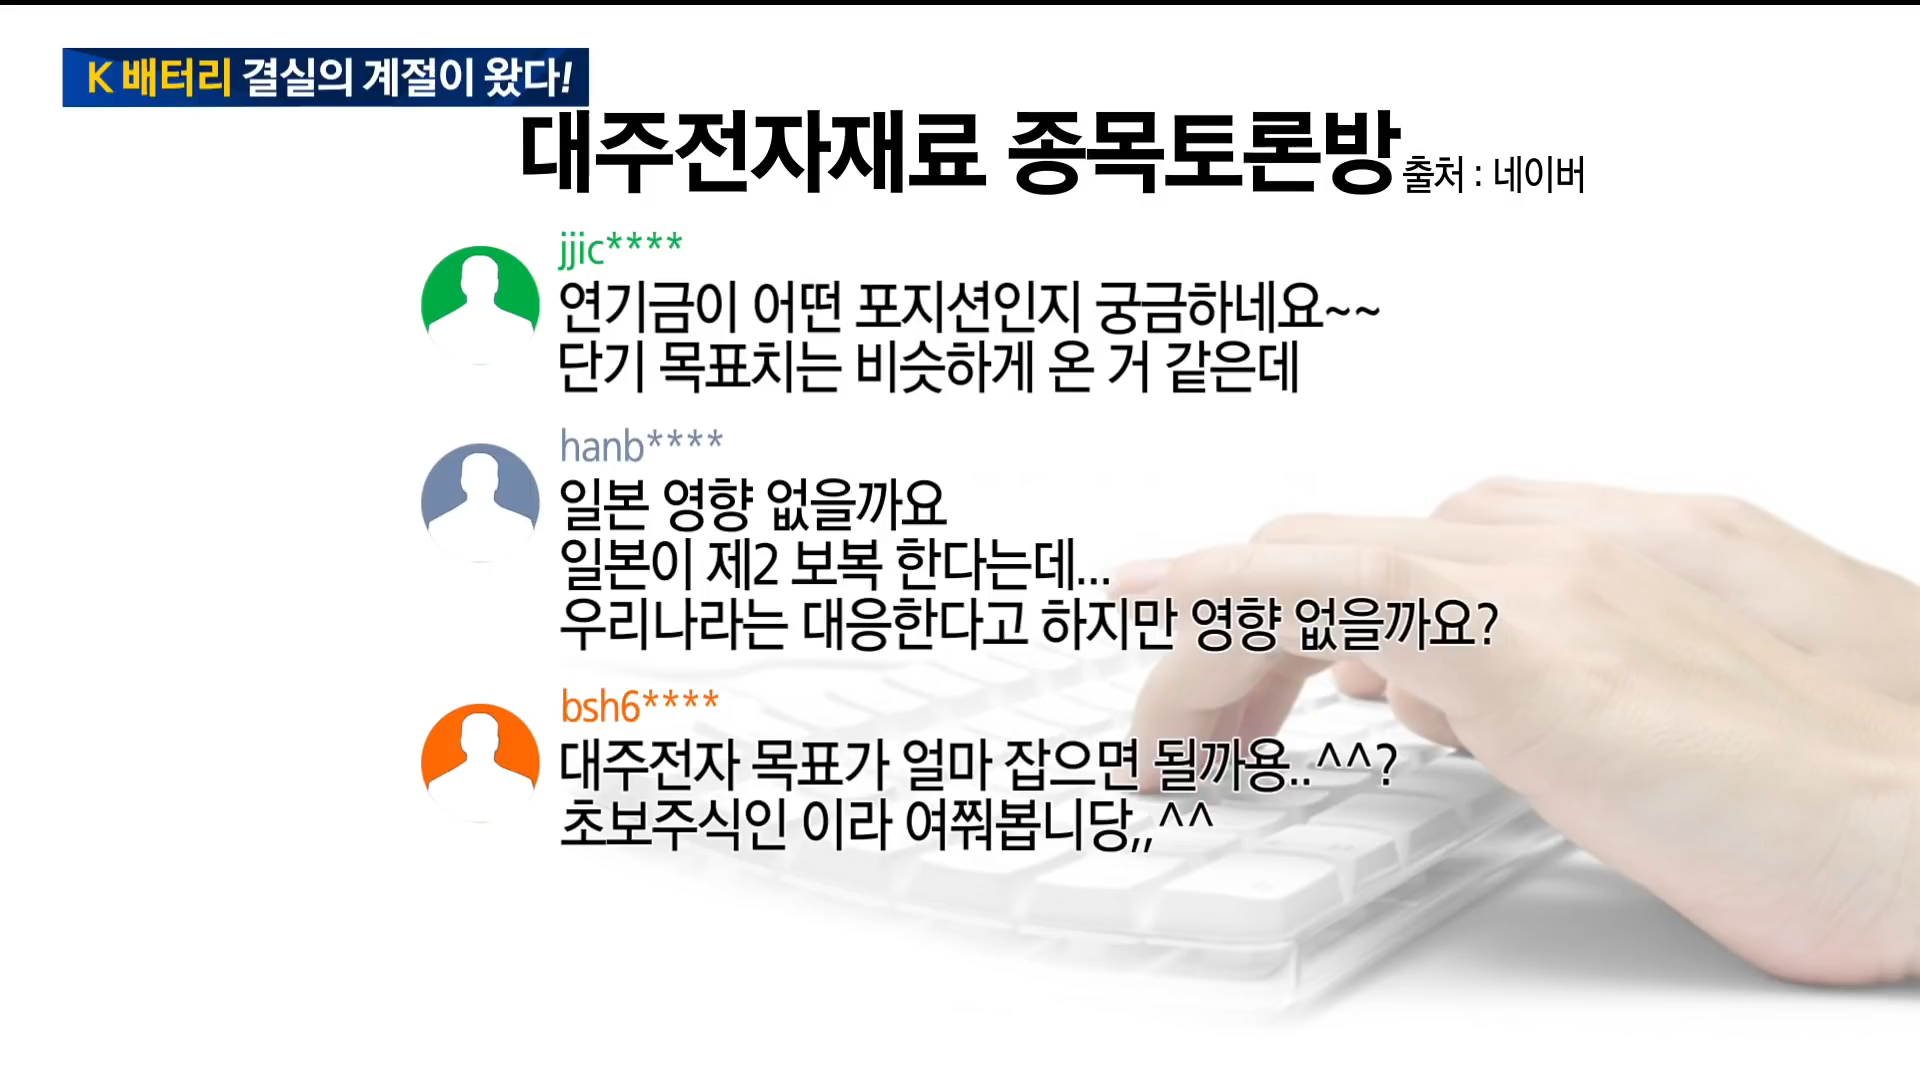 K 배터리 결실의 계절이 왔다!
대주전자재료 종목토론방 출처 : 네이버
jjic****
연기금이 어떤 포지션인지 궁금하네요~~
단기 목표치는 비슷하게 온 거 같은데
hanb****
일본 영향 없을까요
일본이 제2 보복 한다는데...
우리나라는 대응한다고 하지만 영향 없을까요?
bsh6****
대주전자 목표가 얼마 잡으면 될까용..^^?
초보주식인 이라 여쭤봅니당,,^^